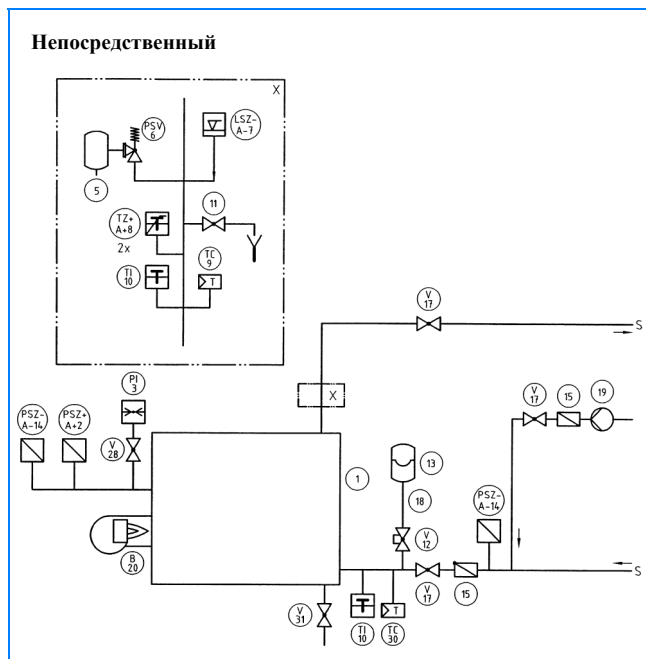 Непосредственный
X
PSV
6
LSZ-
A-7
5
11
TZ+
A+8
2x
TI
10
TC
9
T
V
17
S
PI
3
X
V
17
15
19
PSZ-
A-14
PSZ+
A+2
V
28
1
13
18
PSZ-
A-14
B
20
V
12
S
V
31
T
TI
10
TC
30
V
17
15